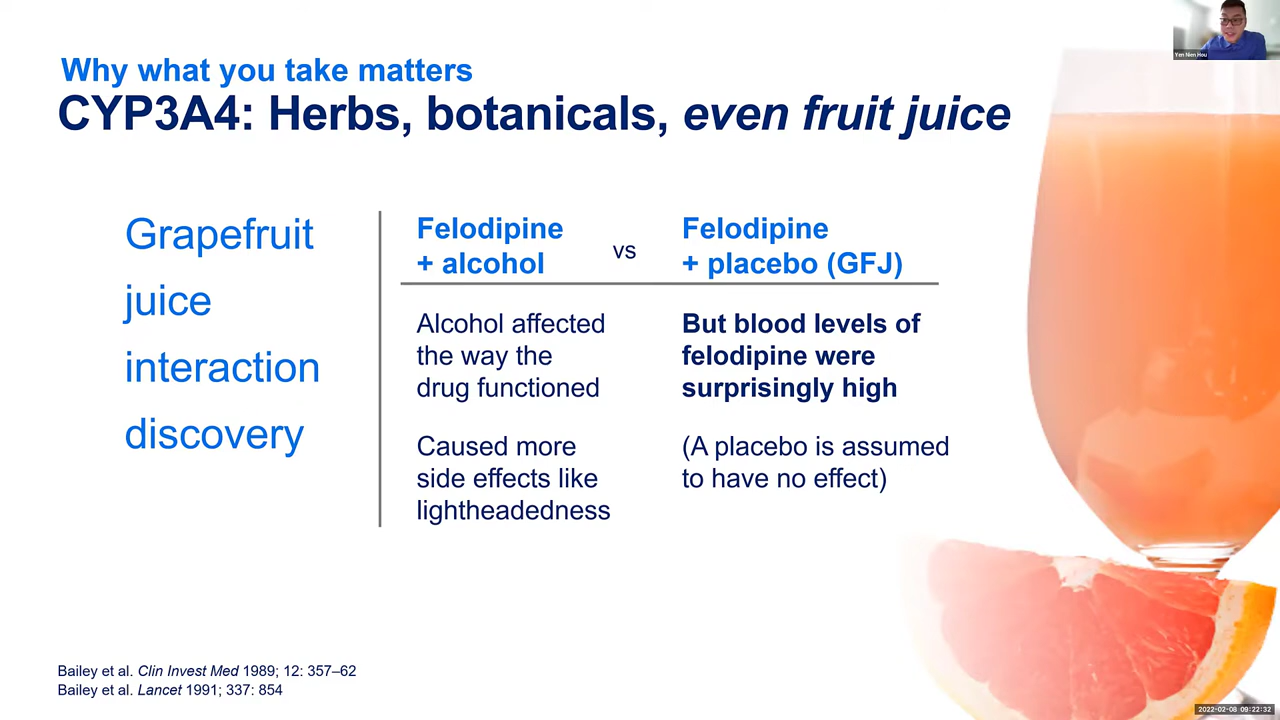 Why what you take matters
CYP3A4: Herbs, botanicals, even fruit juice
Yen Nien Hou
Grapefruit
juice
interaction
discovery
Felodipine
+ alcohol
vs
Felodipine
+ placebo (GFJ)
Alcohol affected
the way the
drug functioned
Caused more
side effects like
lightheadedness
But blood levels of
felodipine were
surprisingly high
(A placebo is assumed
to have no effect)
Bailey et al. Clin Invest Med 1989; 12: 357–62
Bailey et al. Lancet 1991; 337: 854
2022-02-08 09:22:32